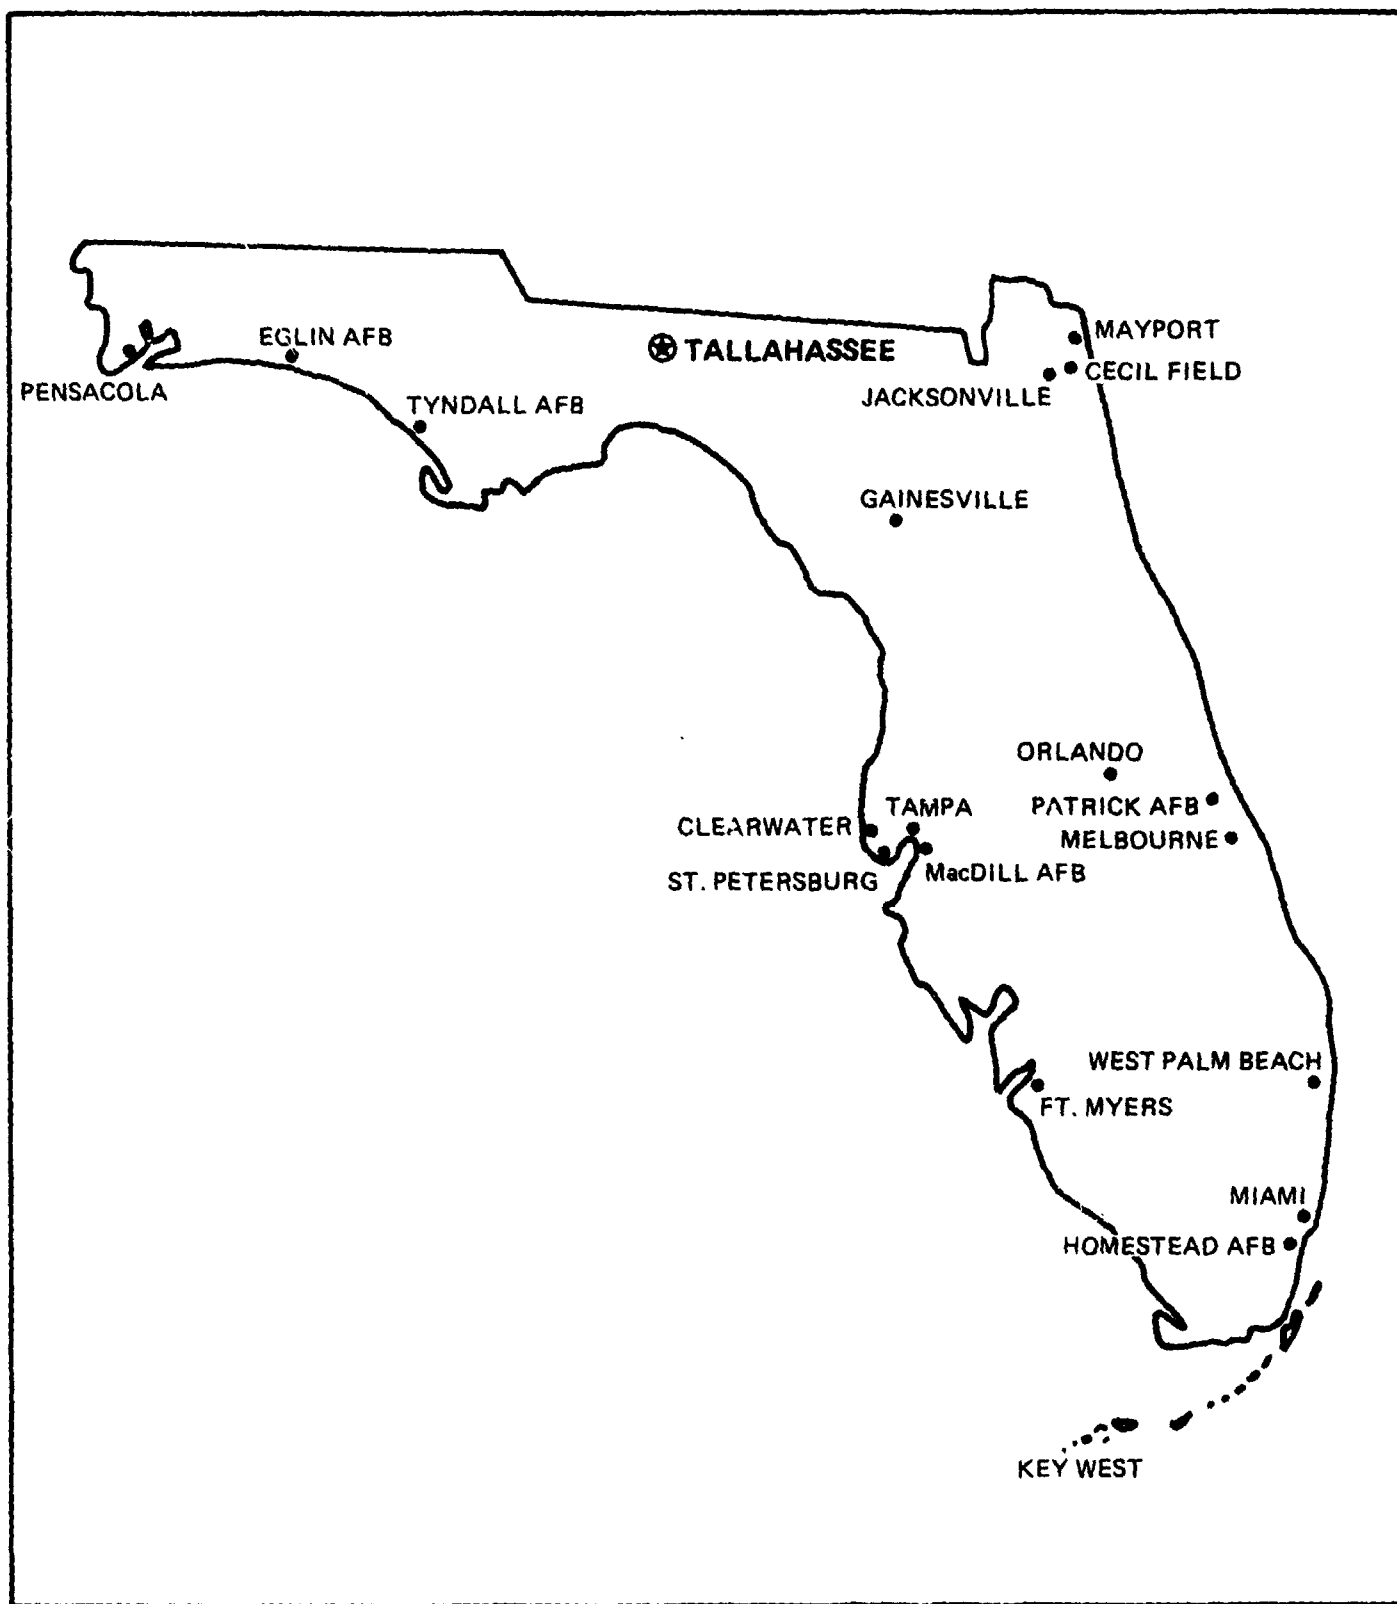 MAYPORT
EGLIN AFB
TALLAHASSEE
CECIL FIELD
PENSACOLA
JACKSONVILLE
TYNDALL AFB
GAINESVILLE
ORLANDO
TAMPA
PATRICK AFB
CLEARWATER
MELBOURNE
ST. PETERSBURG
MacDILL AFB
WEST PALM BEACH
FT. MYERS
MIAMI
HOMESTEAD AFB
KEY WEST